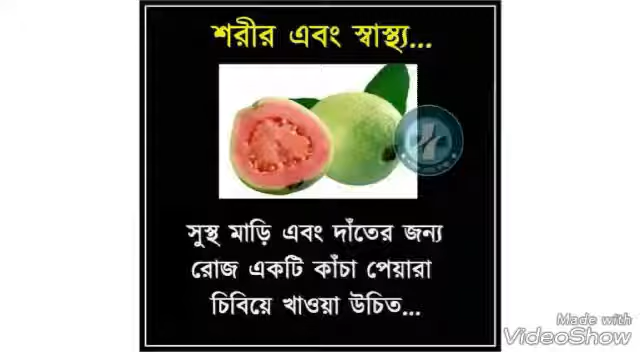 শরীর এবং স্বাস্থ্য...
সুস্থ মাড়ি এবং দাঁতের জন্য
রোজ একটি কাঁচা পেয়ারা
চিবিয়ে খাওয়া উচিত...
Made with
VideoShow